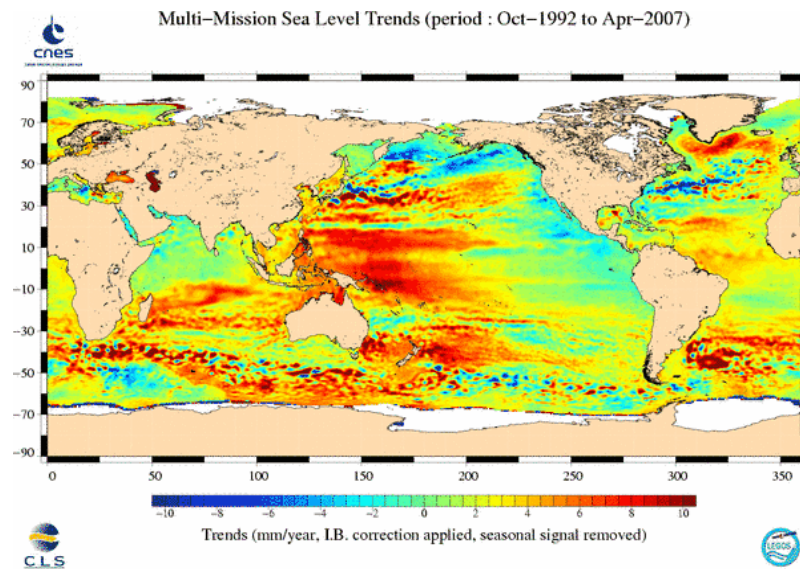 Multi-Mission Sea Level Trends (period : Oct-1992 to Apr-2007)
cnes
90
70
50
30
10
-10
-30
-50
-70
-90
0 50 100 150 200 250 300 350
-10 -8 -6 -4 -2 0 2 4 6 8 10
Trends (mm/year, I.B. correction applied, seasonal signal removed)
CLS
LEGOS